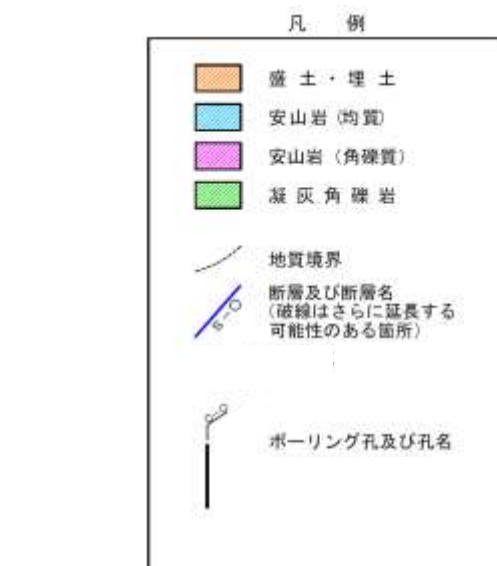 凡 例
盛土・埋土
安山岩(均質)
安山岩(角礫質)
凝灰角礫岩
地質境界
断層及び断層名
(破線はさらに延長する
可能性のある箇所)
S-○
ボーリング孔及び孔名